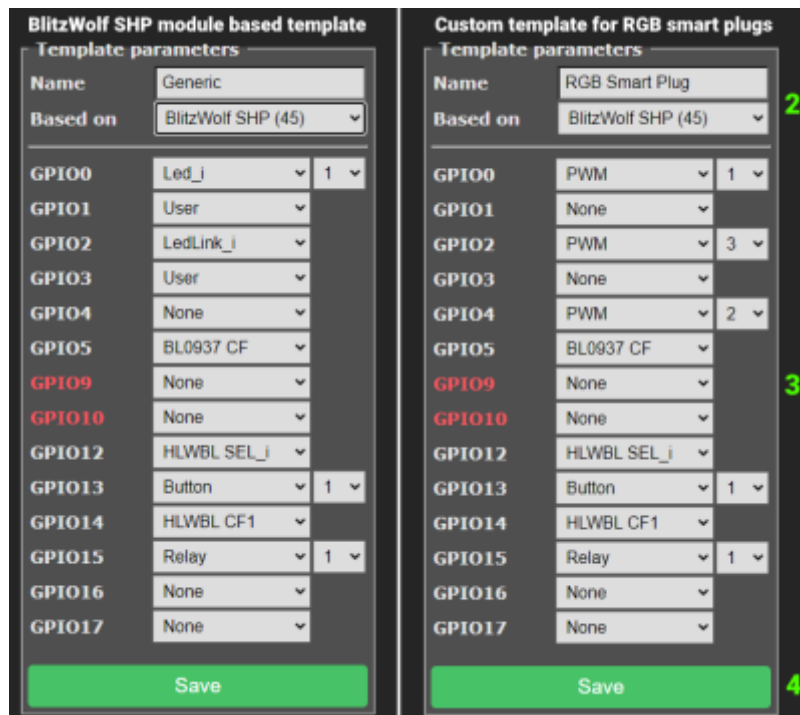 BlitzWolf SHP module based template
Template parameters
Name Generic
Based on BlitzWolf SHP (45)
GPIO0 Led_i 1
GPIO1 User
GPIO2 LedLink_i
GPIO3 User
GPIO4 None
GPIO5 BL0937 CF
GPIO9 None
GPIO10 None
GPIO12 HLWBL SEL_i
GPIO13 Button 1
GPIO14 HLWBL CF1
GPIO15 Relay 1
GPIO16 None
GPIO17 None
Save
Custom template for RGB smart plugs
Template parameters
Name RGB Smart Plug
Based on BlitzWolf SHP (45) 2
GPIO0 PWM 1
GPIO1 None
GPIO2 PWM 3
GPIO3 None
GPIO4 PWM 2
GPIO5 BL0937 CF
GPIO9 None 3
GPIO10 None
GPIO12 HLWBL SEL_i
GPIO13 Button 1
GPIO14 HLWBL CF1
GPIO15 Relay 1
GPIO16 None
GPIO17 None
Save 4